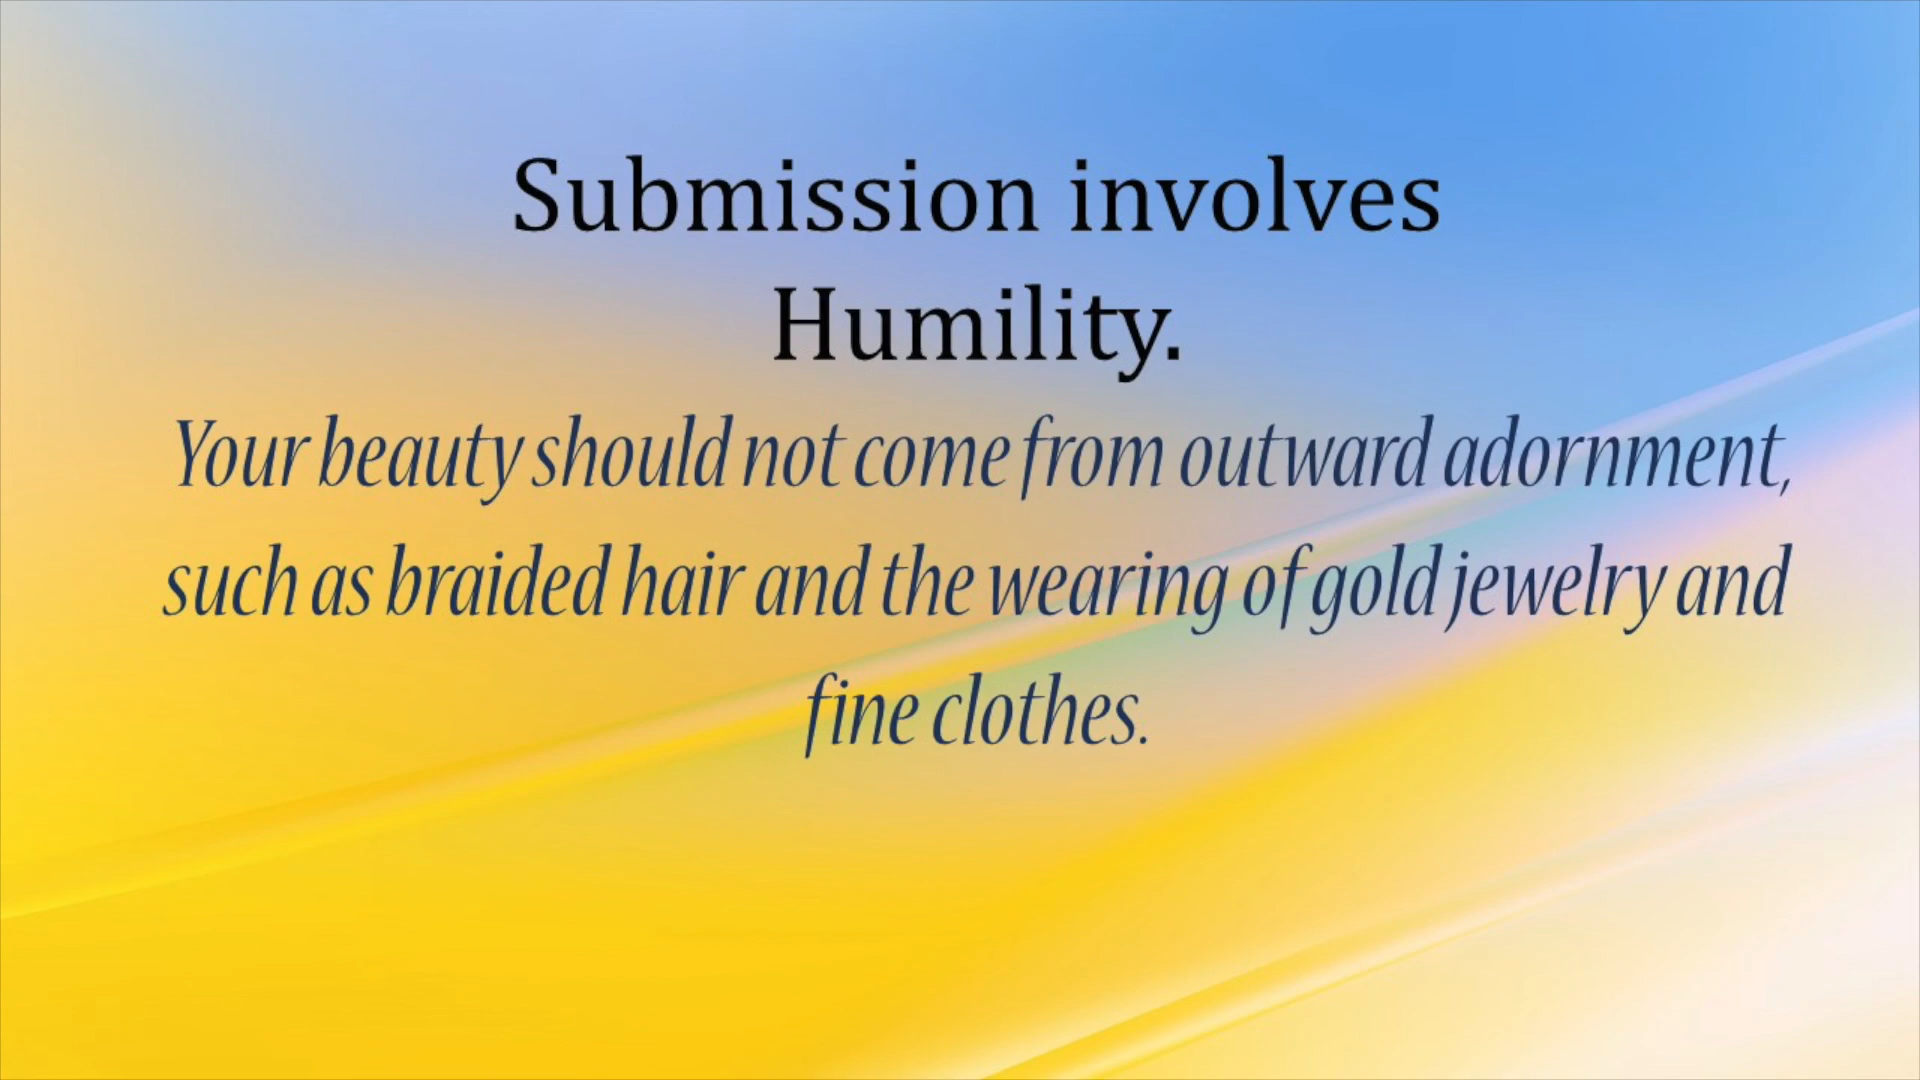 Submission involves
Humility.
Your beauty should not come from outward adornment,
such as braided hair and the wearing of gold jewelry and
fine clothes.